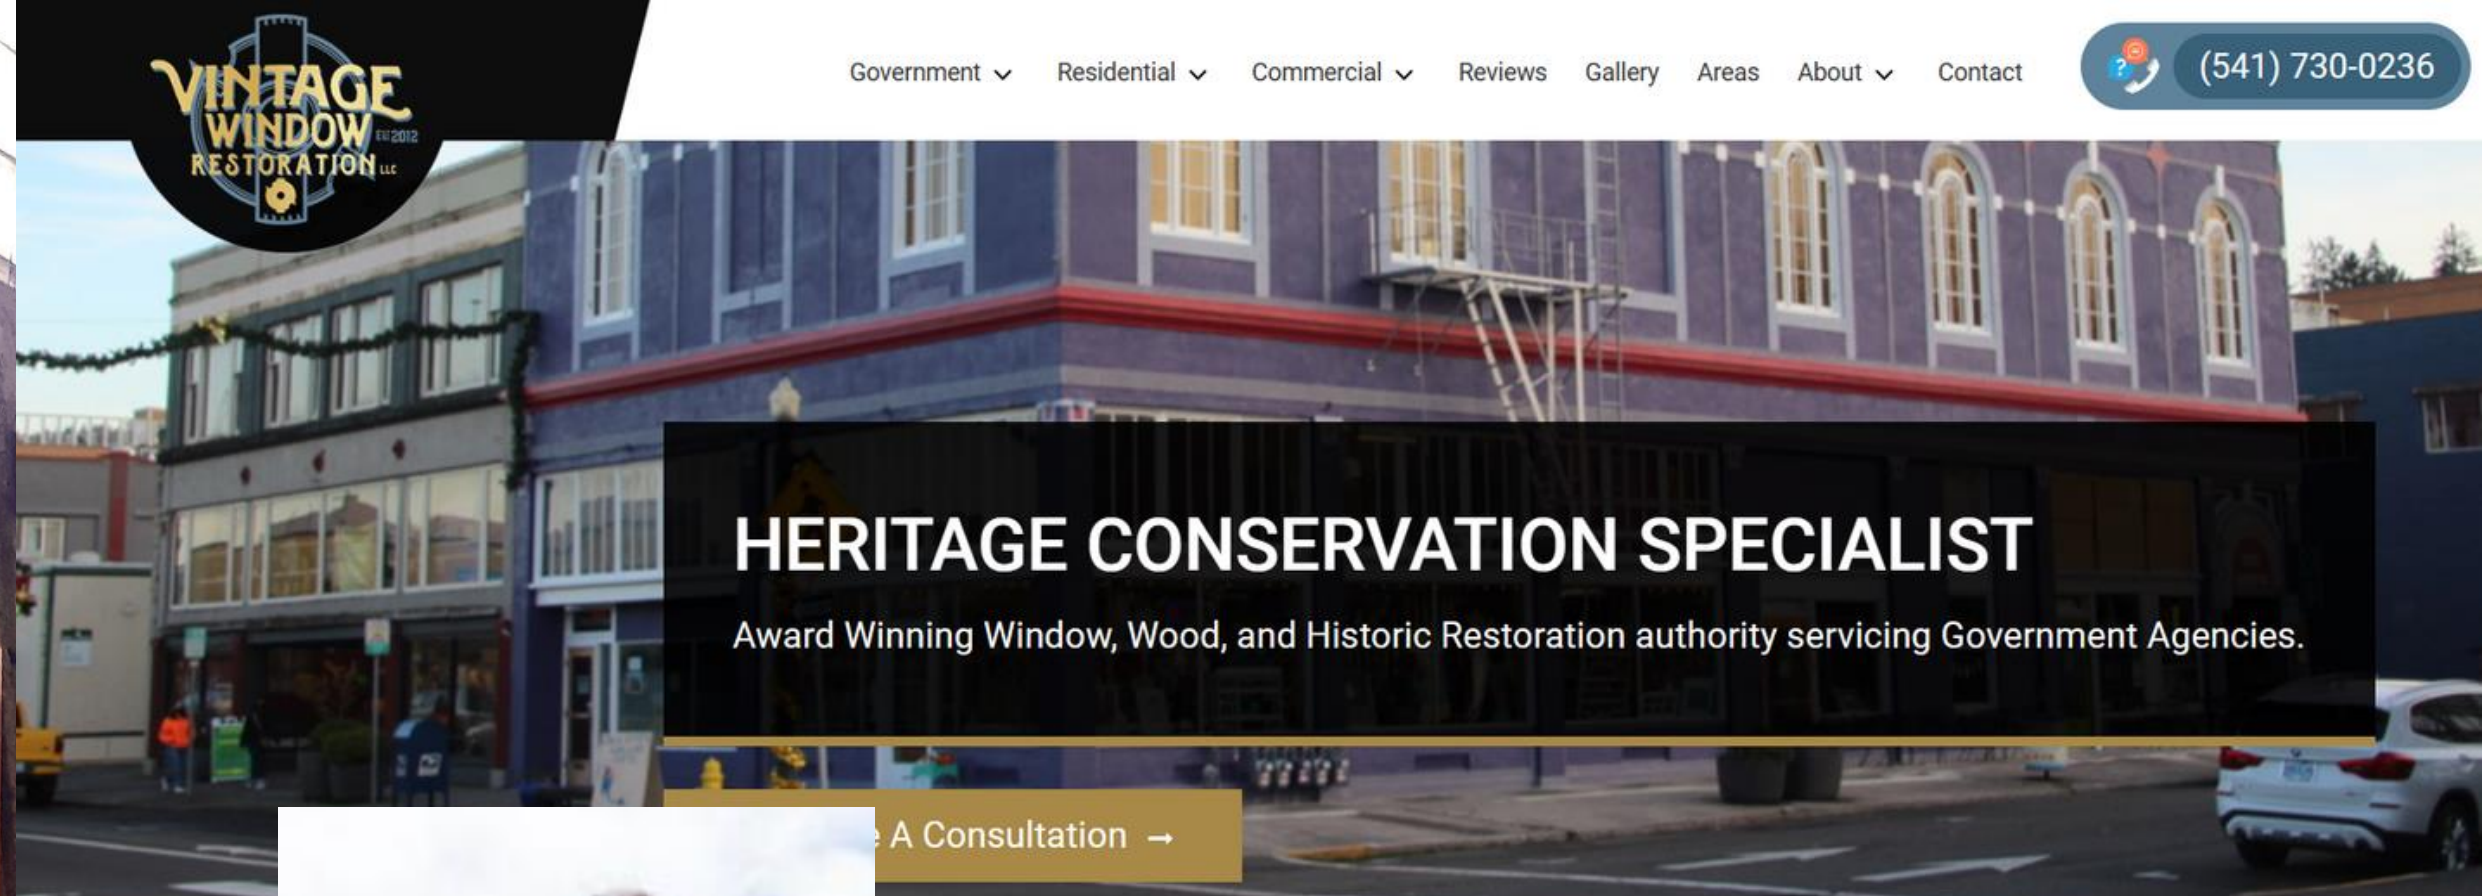 VINTAGE
WINDOW
EST 2012
RESTORATION LLC
Government
Residential
Commercial
Reviews
Gallery
Areas
About
Contact
(541) 730-0236
HERITAGE CONSERVATION SPECIALIST
Award Winning Window, Wood, and Historic Restoration authority servicing Government Agencies.
A Consultation →